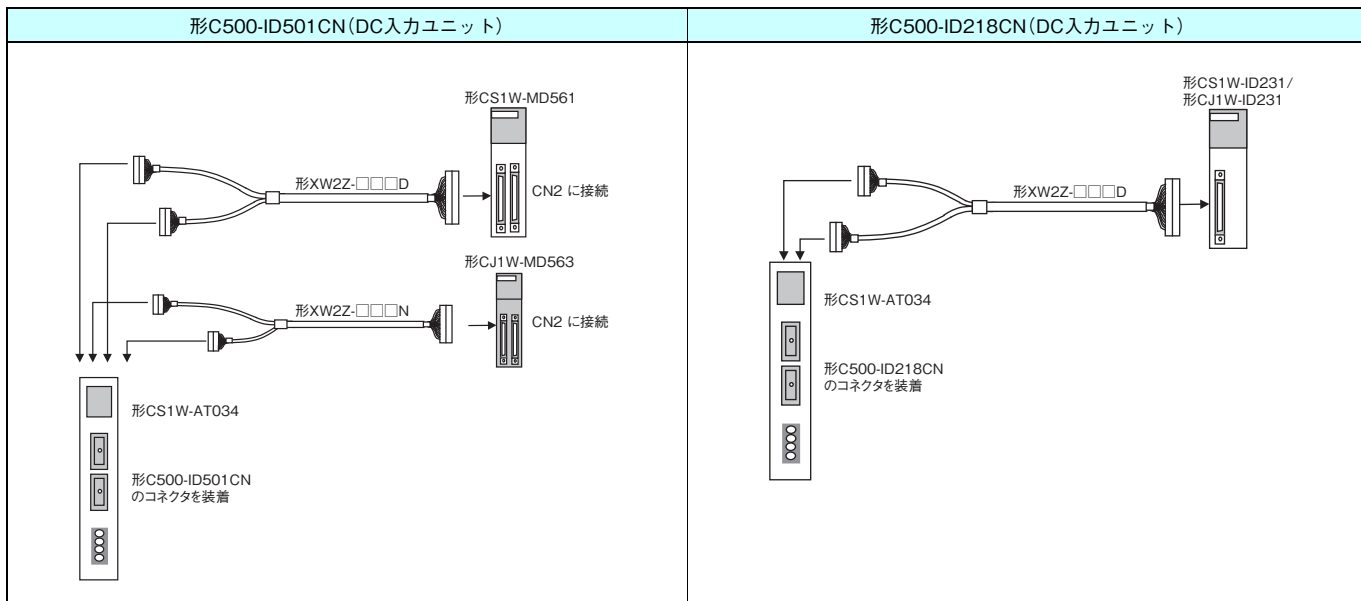 形C500-ID501CN(DC入力ユニット)
形CS1W-MD561
形XW2Z-□□□D
CN2 に接続
形CJ1W-MD563
形XW2Z-□□□N
CN2 に接続
形CS1W-AT034
形C500-ID501CN
のコネクタを装着
形C500-ID218CN(DC入力ユニット)
形CS1W-ID231/
形CJ1W-ID231
形XW2Z-□□□D
形CS1W-AT034
形C500-ID218CN
のコネクタを装着